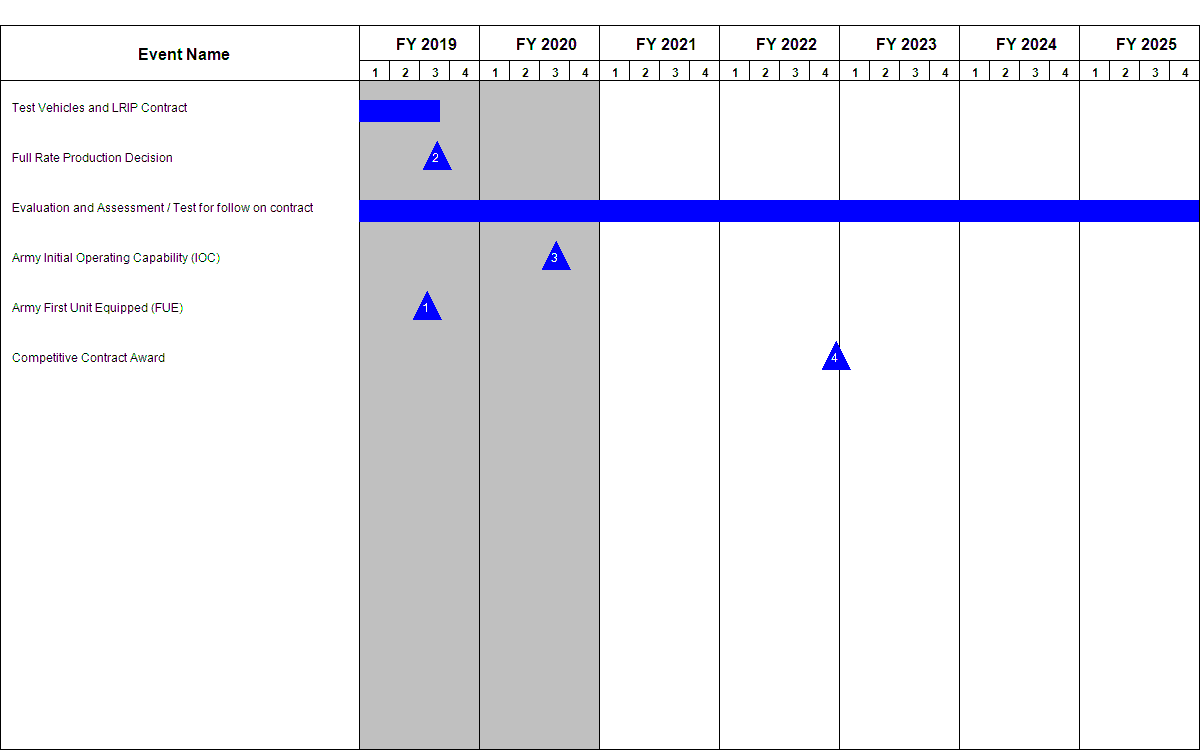 Event Name
FY 2019 FY 2020 FY 2021 FY 2022 FY 2023 FY 2024 FY 2025
1 2 3 4 1 2 3 4 1 2 3 4 1 2 3 4 1 2 3 4 1 2 3 4 1 2 3 4
Test Vehicles and LRIP Contract
Full Rate Production Decision 2
Evaluation and Assessment / Test for follow on contract
Army Initial Operating Capability (IOC) 3
Army First Unit Equipped (FUE) 1
Competitive Contract Award 4